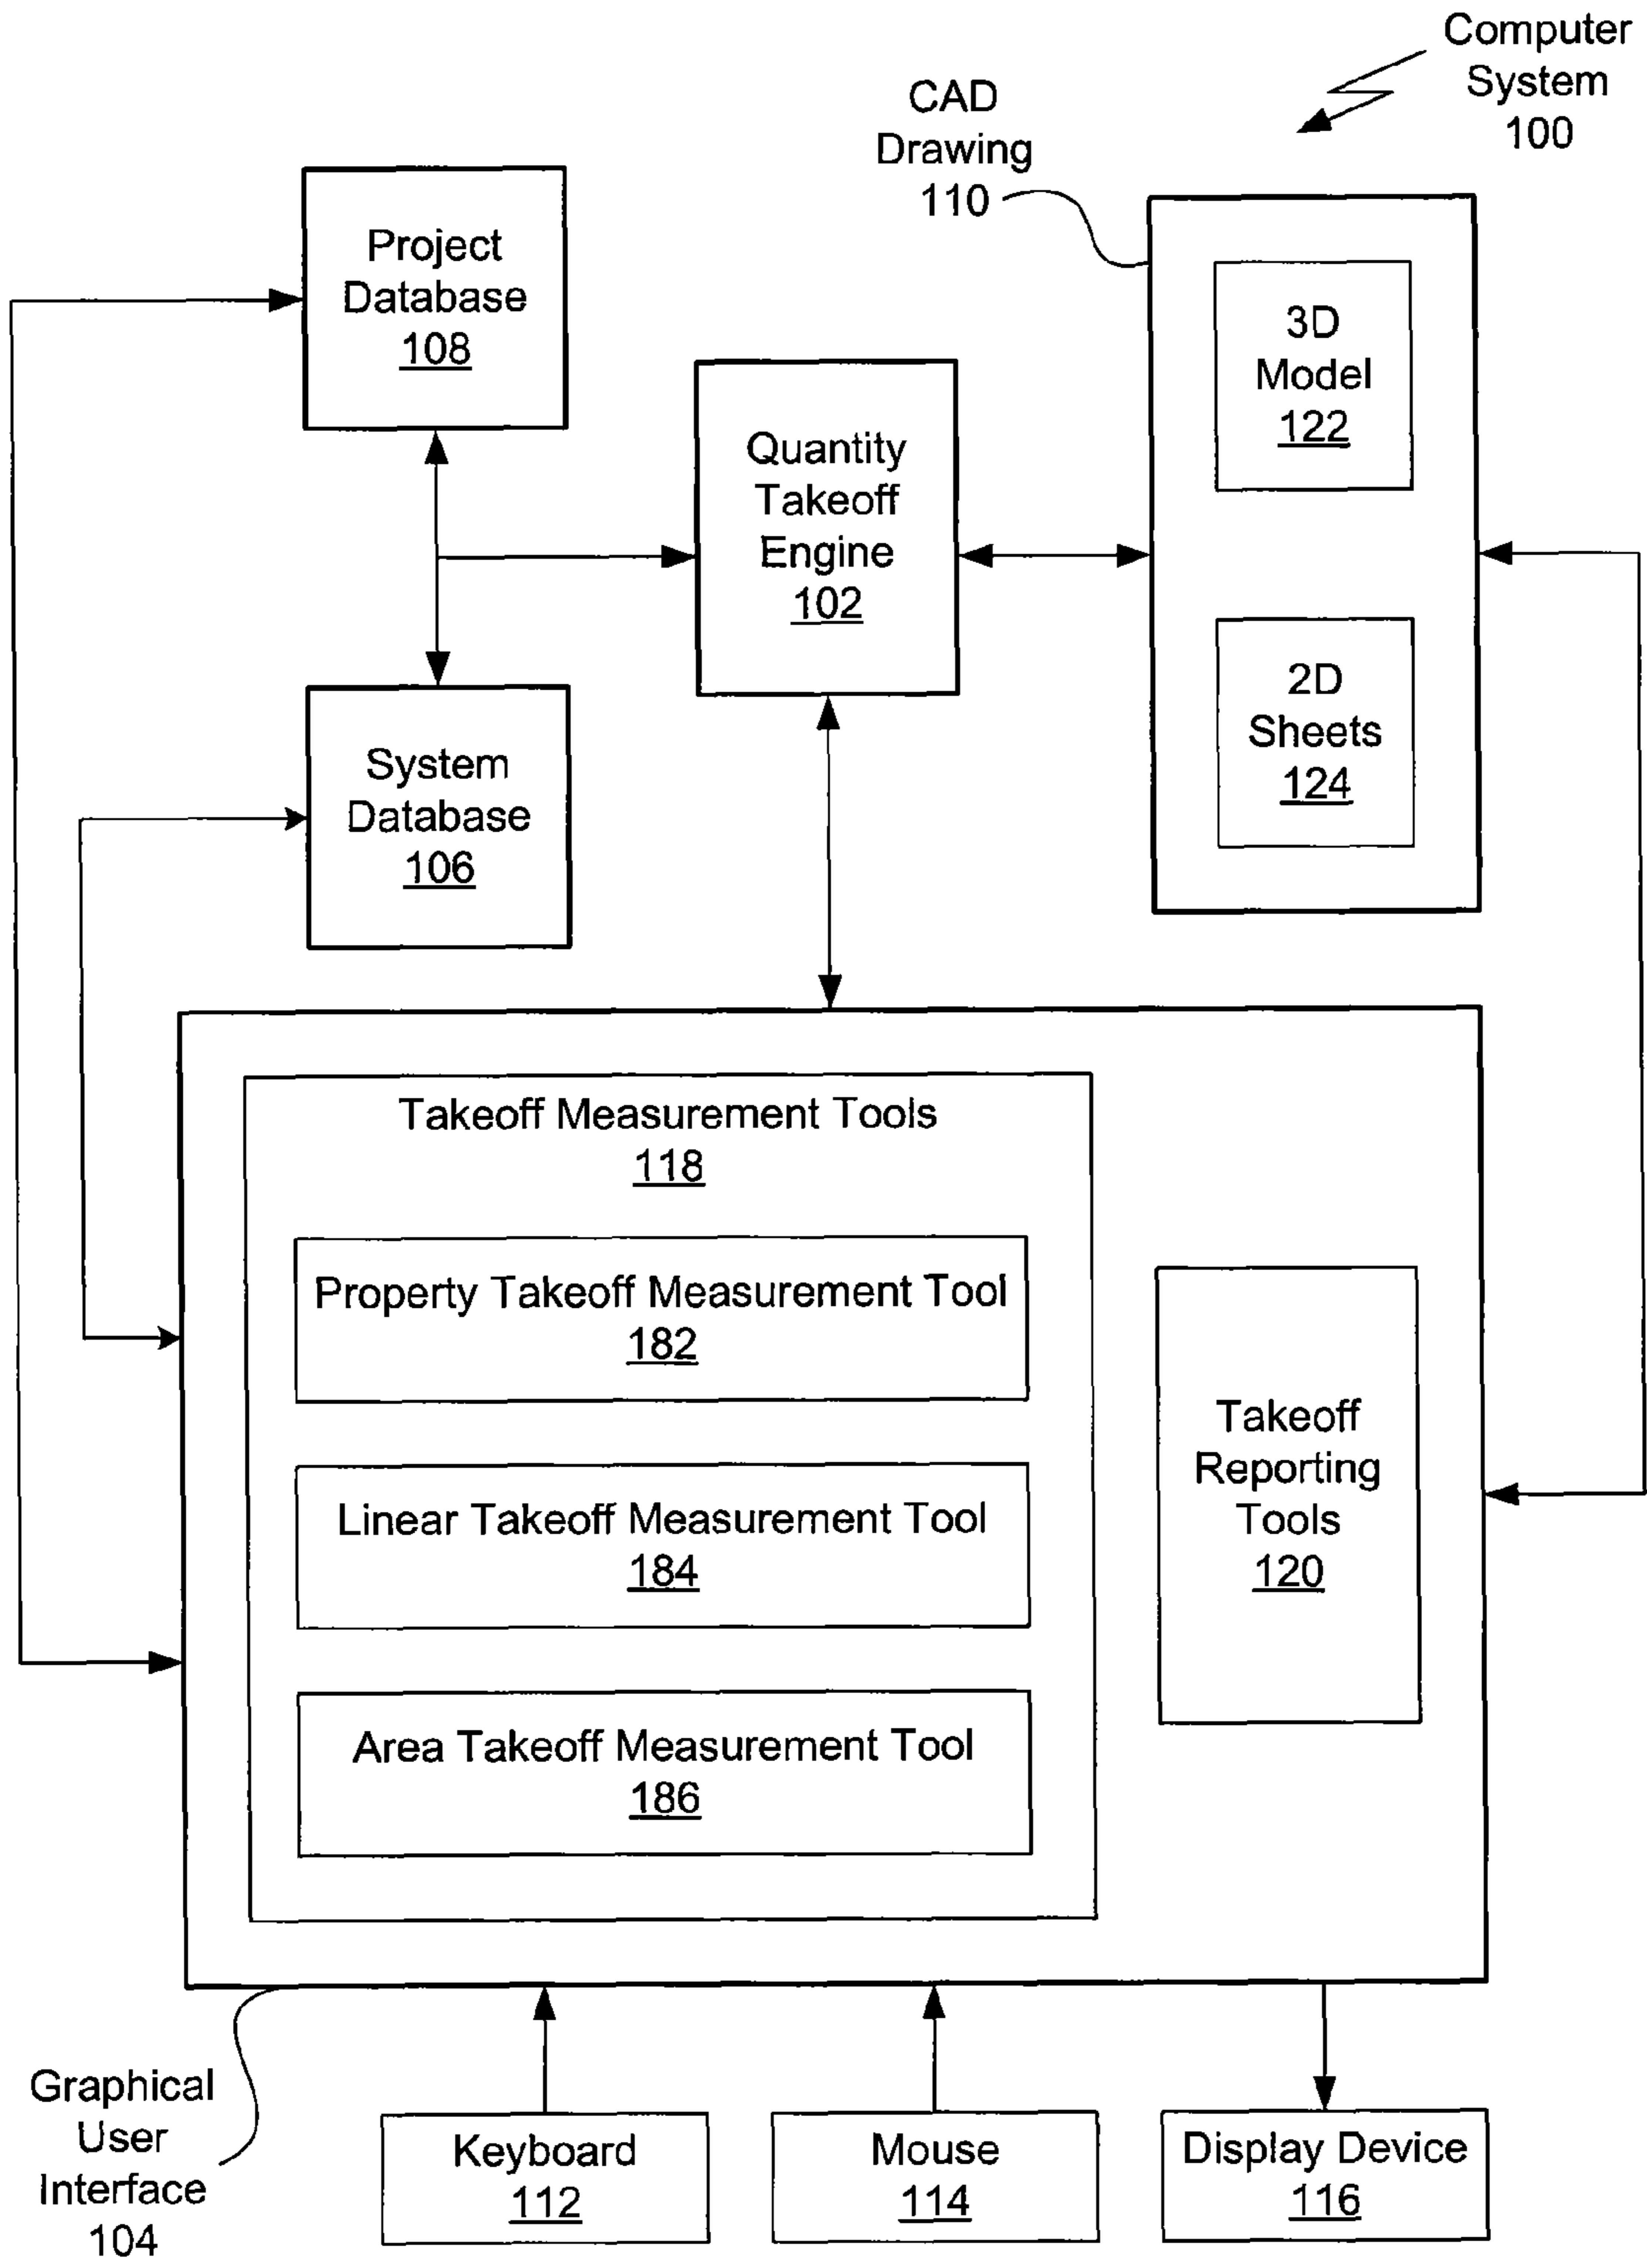 Computer
System
100
CAD
Drawing
110
Project
Database
108
3D
Model
122
Quantity
Takeoff
Engine
102
2D
Sheets
124
System
Database
106
Takeoff Measurement Tools
118
Property Takeoff Measurement Tool
182
Linear Takeoff Measurement Tool
184
Area Takeoff Measurement Tool
186
Takeoff
Reporting
Tools
120
Graphical
User
Interface
104
Keyboard
112
Mouse
114
Display Device
116